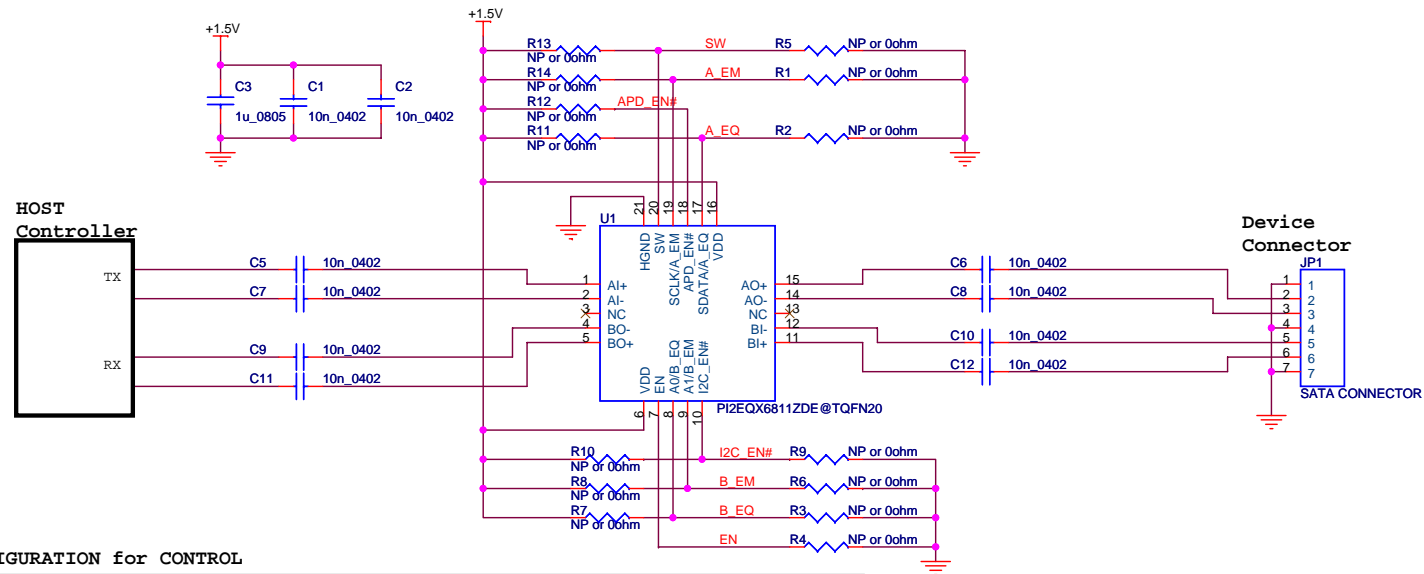 +1.5V
C3
1u_0805
C1
10n_0402
C2
10n_0402
+1.5V
R13
NP or 0ohm
SW
R5
NP or 0ohm
R14
NP or 0ohm
A_EM
R1
NP or 0ohm
R12
NP or 0ohm
APD_EN#
R11
NP or 0ohm
A_EQ
R2
NP or 0ohm
HOST
Controller
TX
RX
C5
10n_0402
C7
10n_0402
C9
10n_0402
C11
10n_0402
U1
21
20
19
18
17
16
HGND
SW
SCLK/A_EM
APD_EN#
SDATA/A_EQ
VDD
1
AI+
2
AI-
3
NC
4
BO-
5
BO+
AO+
15
AO-
14
NC
13
BI-
12
BI+
11
VDD
EN
A0/B_EQ
A1/B_EM
I2C_EN#
6
7
8
9
10
PI2EQX6811ZDE@TQFN20
C6
10n_0402
C8
10n_0402
C10
10n_0402
C12
10n_0402
Device
Connector
JP1
1
1
2
2
3
3
4
4
5
5
6
6
7
7
SATA CONNECTOR
R10
NP or 0ohm
I2C_EN#
R9
NP or 0ohm
R8
NP or 0ohm
B_EM
R6
NP or 0ohm
R7
NP or 0ohm
B_EQ
R3
NP or 0ohm
EN
R4
NP or 0ohm
IGURATION for CONTROL